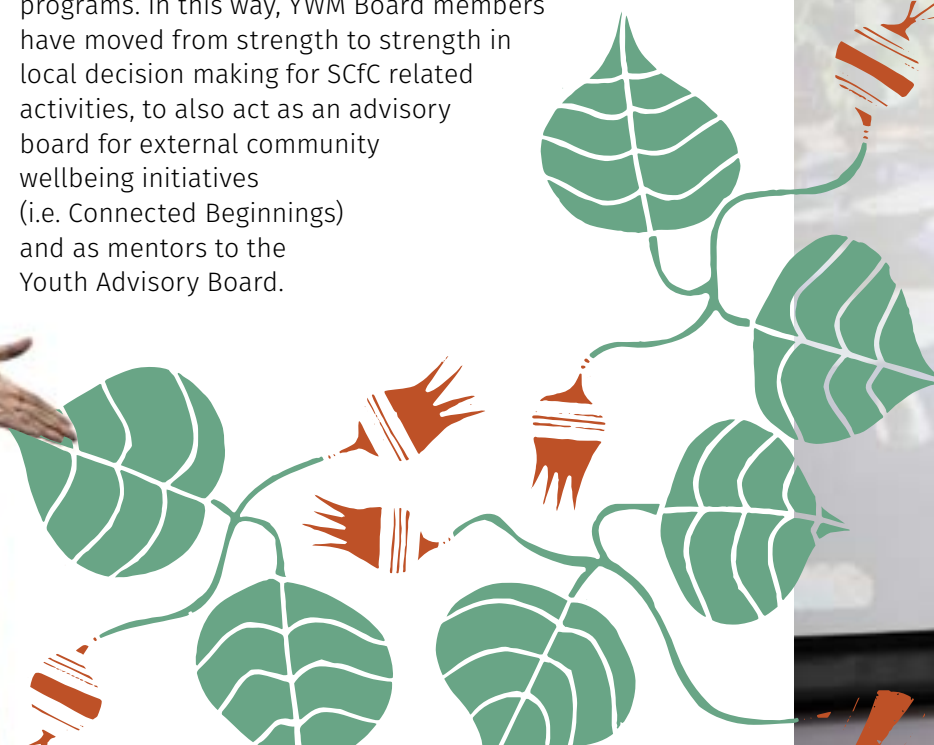 programs. In this way, YWM Board members
have moved from strength to strength in
local decision making for SCfC related
activities, to also act as an advisory
board for external community
wellbeing initiatives
(i.e. Connected Beginnings)
and as mentors to the
Youth Advisory Board.